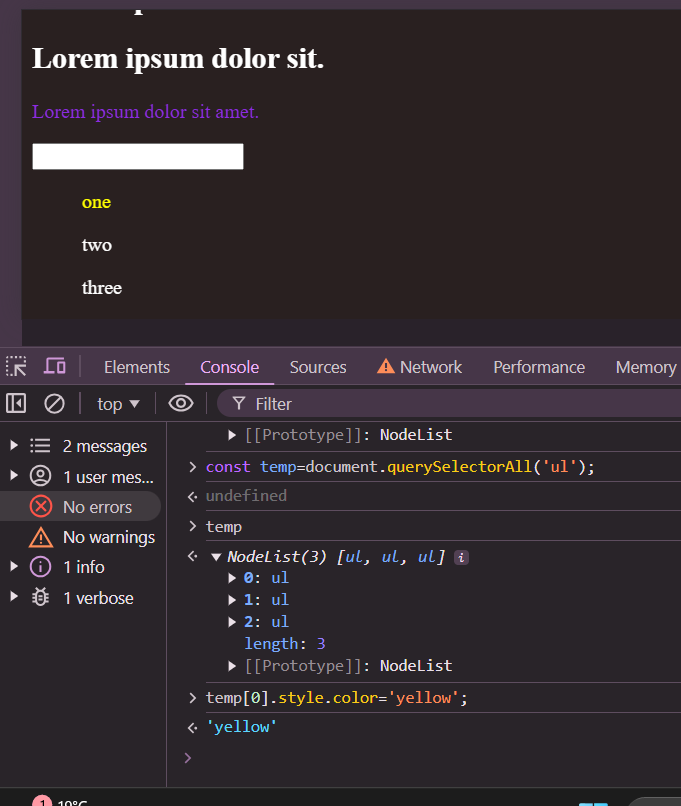 Lorem ipsum dolor sit.
Lorem ipsum dolor sit amet.
one
two
three
Elements Console Sources Network Performance Memory
top Filter
2 messages
1 user mes...
No errors
No warnings
1 info
1 verbose
[[Prototype]]: NodeList
const temp=document.querySelectorAll('ul');
undefined
temp
NodeList(3) [ul, ul, ul] i
0: ul
1: ul
2: ul
length: 3
[[Prototype]]: NodeList
temp[0].style.color='yellow';
'yellow'